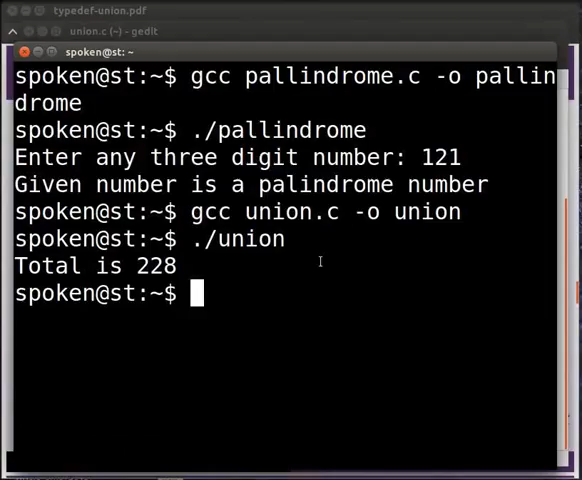 typedef-union.pdf
union.c (~) - gedit
spoken@st: ~
spoken@st:~$ gcc pallindrome.c -o pallin
drome
spoken@st:~$ ./pallindrome
Enter any three digit number: 121
Given number is a palindrome number
spoken@st:~$ gcc union.c -o union
spoken@st:~$ ./union
Total is 228
spoken@st:~$